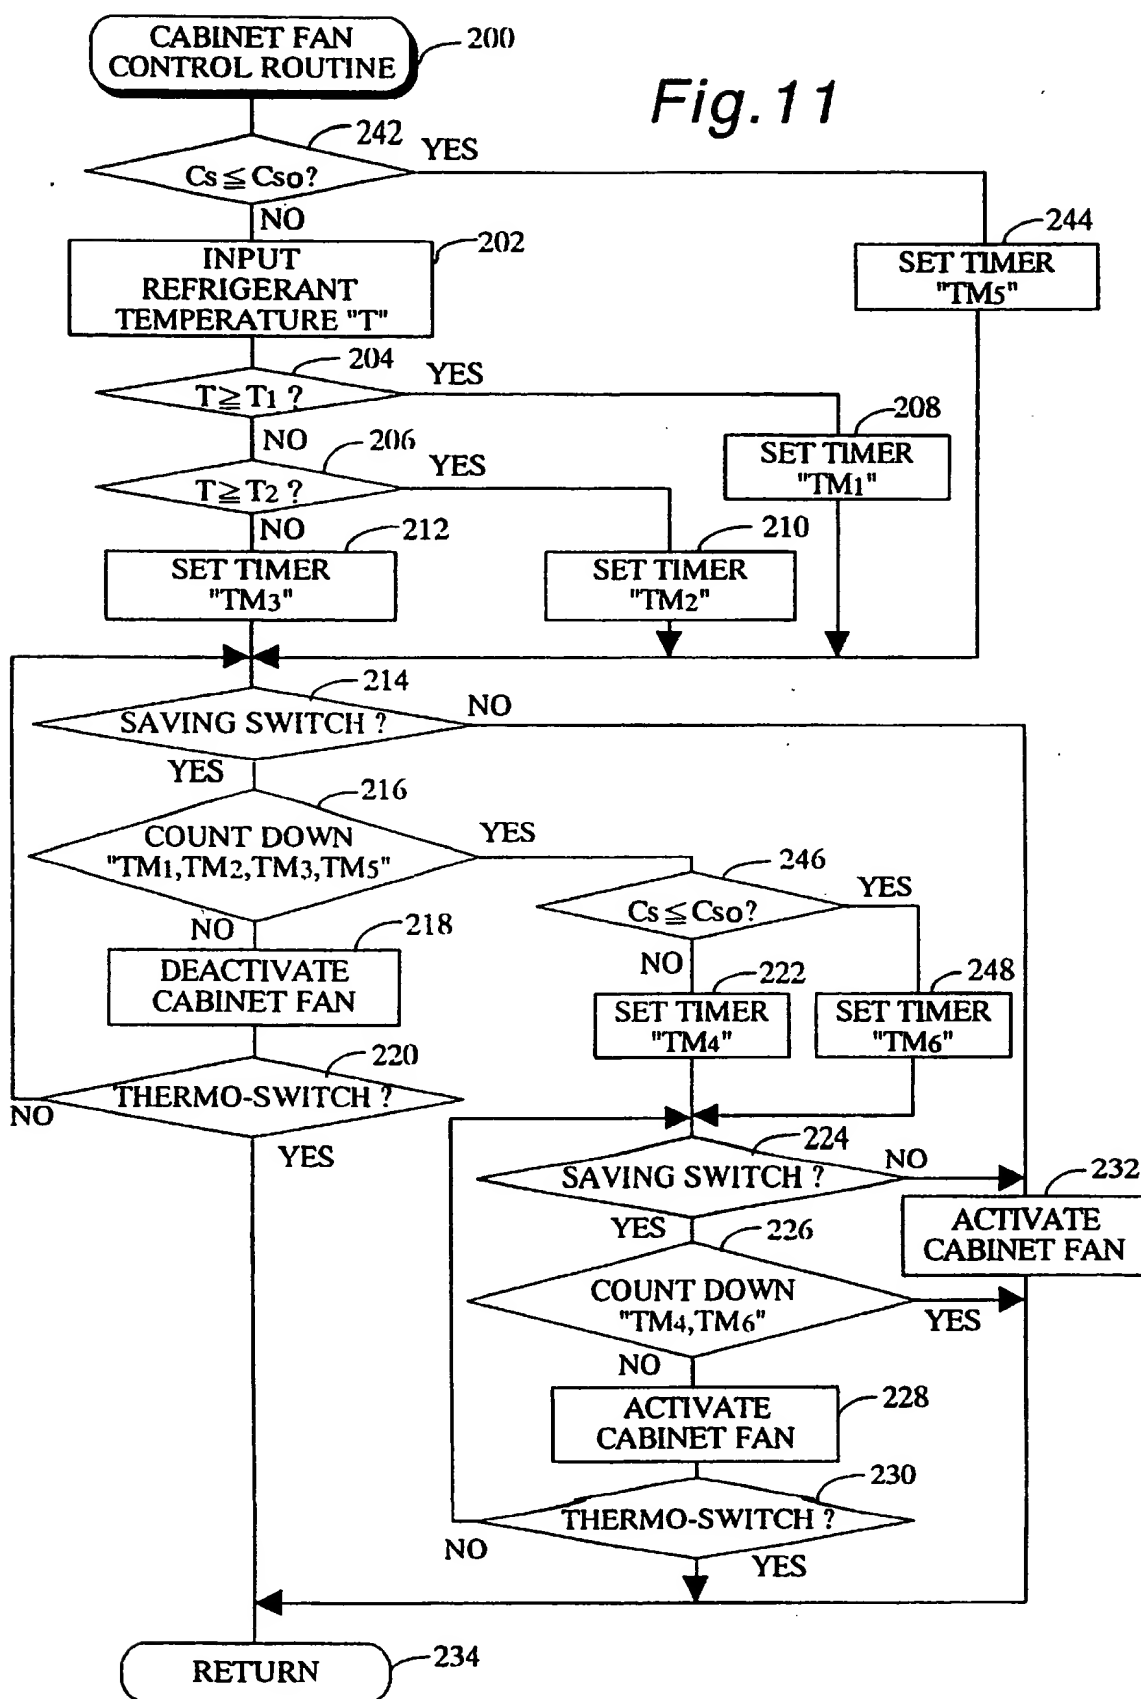 CABINET FAN
CONTROL ROUTINE
200
Fig.11
242
Cs≦Cso?
YES
NO
202
INPUT
REFRIGERANT
TEMPERATURE "T"
244
SET TIMER
"TM5"
204
T≧T1 ?
YES
NO
208
SET TIMER
"TM1"
206
T≧T2 ?
YES
NO
212
SET TIMER
"TM3"
210
SET TIMER
"TM2"
214
SAVING SWITCH ?
NO
YES
216
COUNT DOWN
"TM1,TM2,TM3,TM5"
YES
NO
246
Cs≦Cso?
YES
NO
218
DEACTIVATE
CABINET FAN
222
SET TIMER
"TM4"
248
SET TIMER
"TM6"
220
THERMO-SWITCH ?
NO
YES
224
SAVING SWITCH ?
NO
YES
232
ACTIVATE
CABINET FAN
226
COUNT DOWN
"TM4,TM6"
YES
NO
228
ACTIVATE
CABINET FAN
230
THERMO-SWITCH ?
NO
YES
RETURN
234